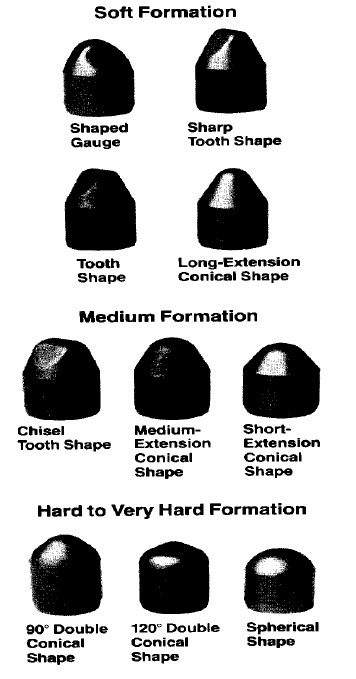 Soft Formation
Shaped
Gauge
Sharp
Tooth Shape
Tooth
Shape
Long-Extension
Conical Shape
Medium Formation
Chisel
Tooth Shape
Medium-
Extension
Conical
Shape
Short-
Extension
Conical
Shape
Hard to Very Hard Formation
90° Double
Conical
Shape
120° Double
Conical
Shape
Spherical
Shape